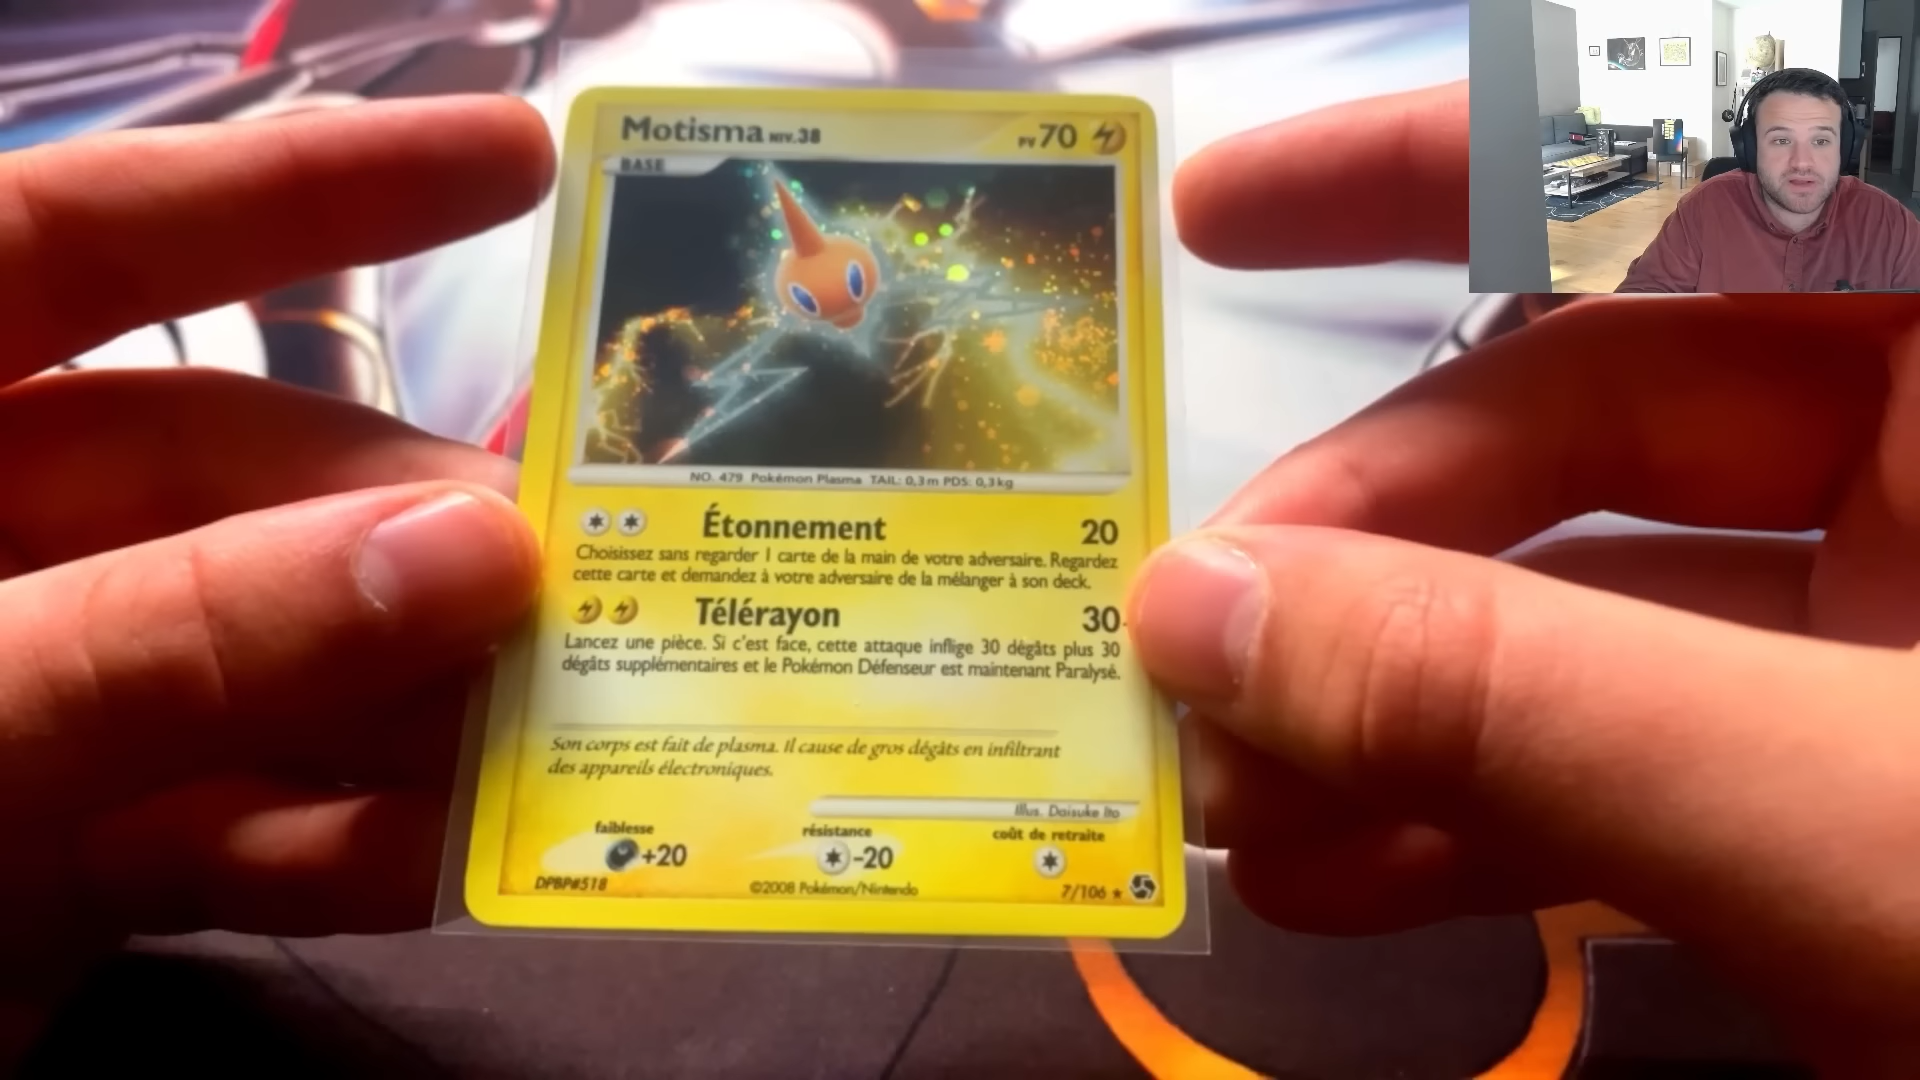 Motisma NIV.38
PV 70
BASE
NO. 479 Pokémon Plasma TAIL: 0,3m PDS: 0,3kg
Étonnement 20
Choisissez sans regarder 1 carte de la main de votre adversaire. Regardez
cette carte et demandez à votre adversaire de la mélanger à son deck.
Télérayon 30
Lancez une pièce. Si c'est face, cette attaque inflige 30 dégâts plus 30
dégâts supplémentaires et le Pokémon Défenseur est maintenant Paralysé.
Son corps est fait de plasma. Il cause de gros dégâts en infiltrant
des appareils électroniques.
Illus. Daisuke Ito
faiblesse résistance coût de retraite
+20 -20
DPBP#518 ©2008 Pokémon/Nintendo 7/106 ★